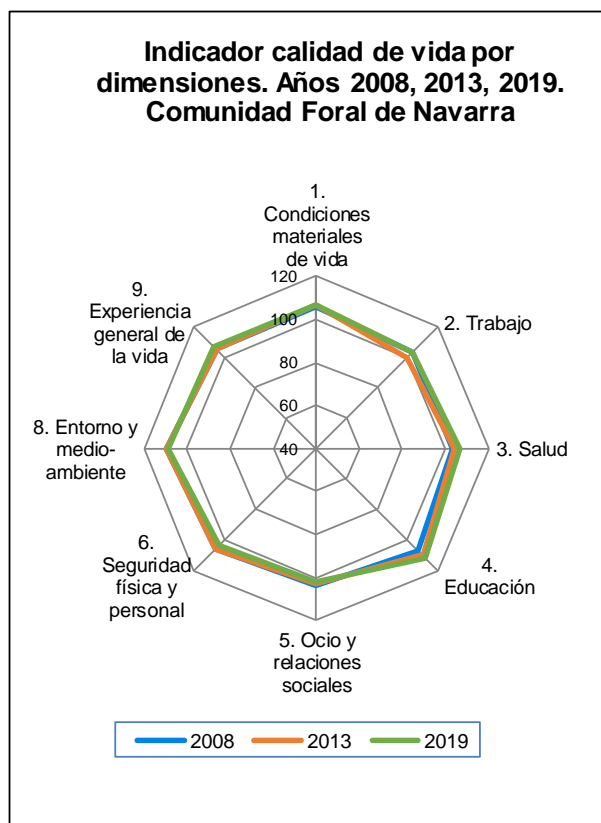 Indicador calidad de vida por
dimensiones. Años 2008, 2013, 2019.
Comunidad Foral de Navarra
1.
Condiciones
materiales
de vida
120
100
80
60
40
2. Trabajo
3. Salud
4.
Educación
5. Ocio y
relaciones
sociales
6.
Seguridad
física y
personal
8. Entorno y
medio-
ambiente
9.
Experiencia
general de
la vida
2008
2013
2019